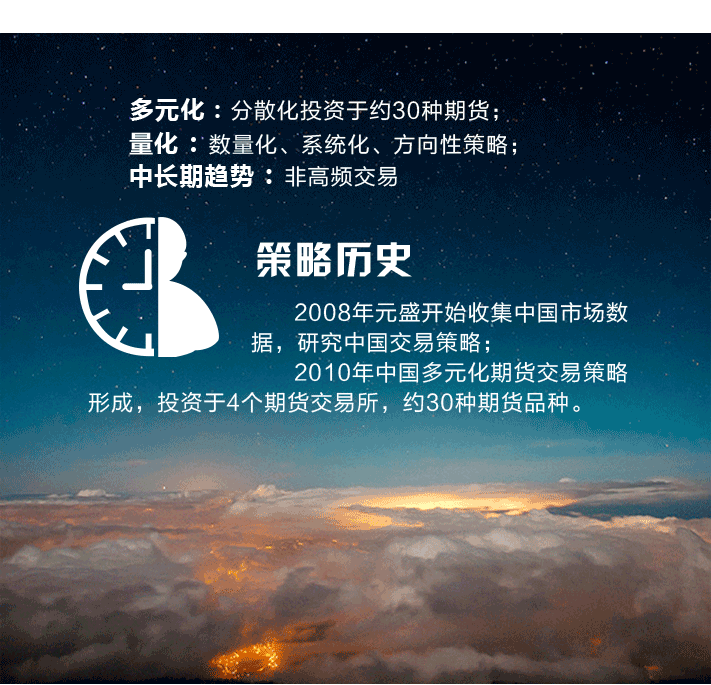 多元化：分散化投资于约30种期货；
量化：数量化、系统化、方向性策略；
中长期趋势：非高频交易
策略历史
2008年元盛开始收集中国市场数
据，研究中国交易策略；
2010年中国多元化期货交易策略
形成，投资于4个期货交易所，约30种期货品种。